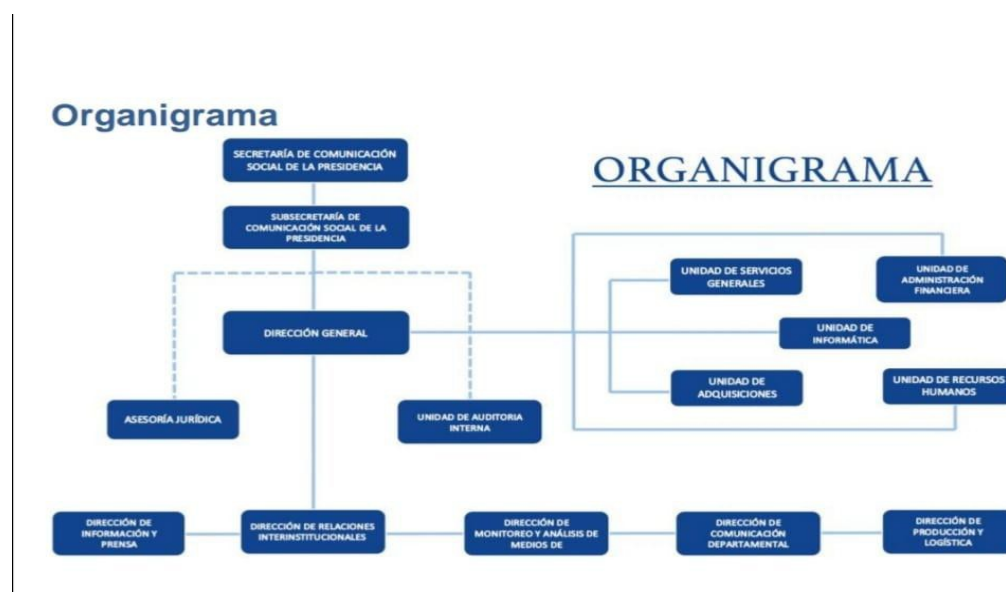 Organigrama
SECRETARÍA DE COMUNICACIÓN
SOCIAL DE LA PRESIDENCIA
ORGANIGRAMA
SUBSECRETARÍA DE
COMUNICACIÓN SOCIAL DE LA
PRESIDENCIA
UNIDAD DE SERVICIOS
GENERALES
UNIDAD DE
ADMINISTRACIÓN
FINANCIERA
DIRECCIÓN GENERAL
UNIDAD DE
INFORMÁTICA
UNIDAD DE
ADQUISICIONES
UNIDAD DE RECURSOS
HUMANOS
ASESORÍA JURÍDICA
UNIDAD DE AUDITORIA
INTERNA
DIRECCIÓN DE
INFORMACIÓN Y
PRENSA
DIRECCIÓN DE RELACIONES
INTERINSTITUCIONALES
DIRECCIÓN DE
MONITOREO Y ANÁLISIS DE
MEDIOS DE
DIRECCIÓN DE
COMUNICACIÓN
DEPARTAMENTAL
DIRECCIÓN DE
PRODUCCIÓN Y
LOGÍSTICA